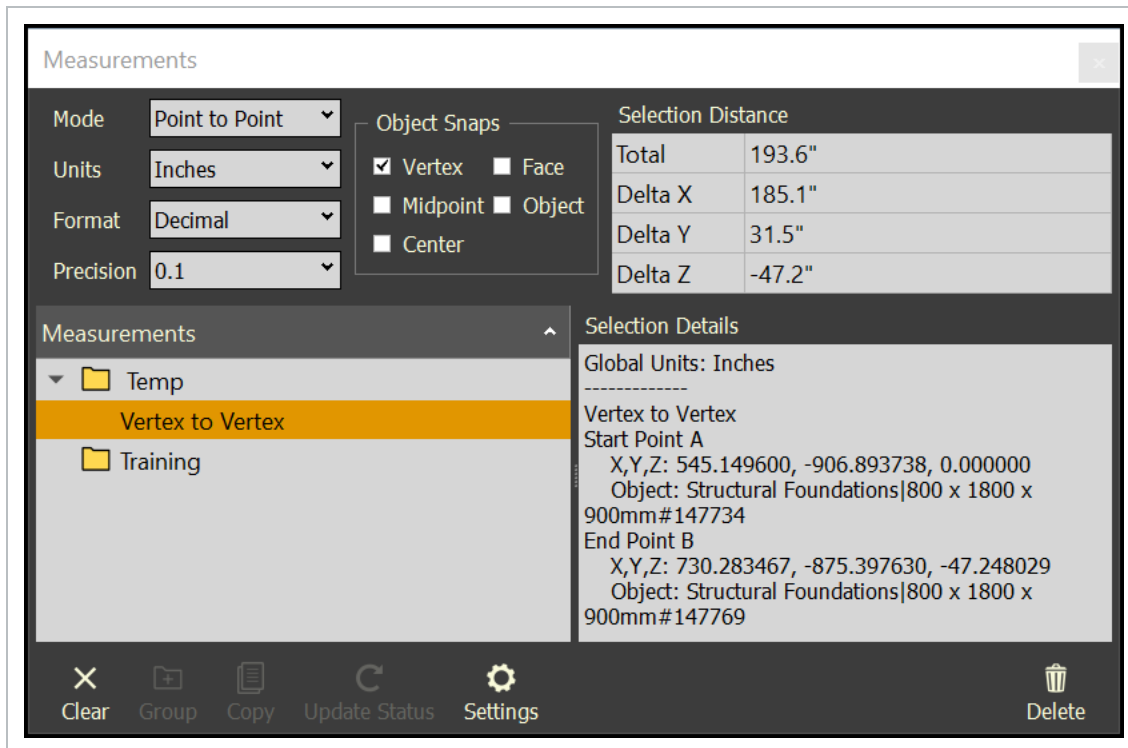 Measurements
Mode Point to Point
Units Inches
Format Decimal
Precision 0.1
Object Snaps
Vertex Face
Midpoint Object
Center
Selection Distance
Total 193.6"
Delta X 185.1"
Delta Y 31.5"
Delta Z -47.2"
Measurements
Temp
Vertex to Vertex
Training
Selection Details
Global Units: Inches
-------------
Vertex to Vertex
Start Point A
X,Y,Z: 545.149600, -906.893738, 0.000000
Object: Structural Foundations|800 x 1800 x
900mm#147734
End Point B
X,Y,Z: 730.283467, -875.397630, -47.248029
Object: Structural Foundations|800 x 1800 x
900mm#147769
Clear Group Copy Update Status Settings Delete